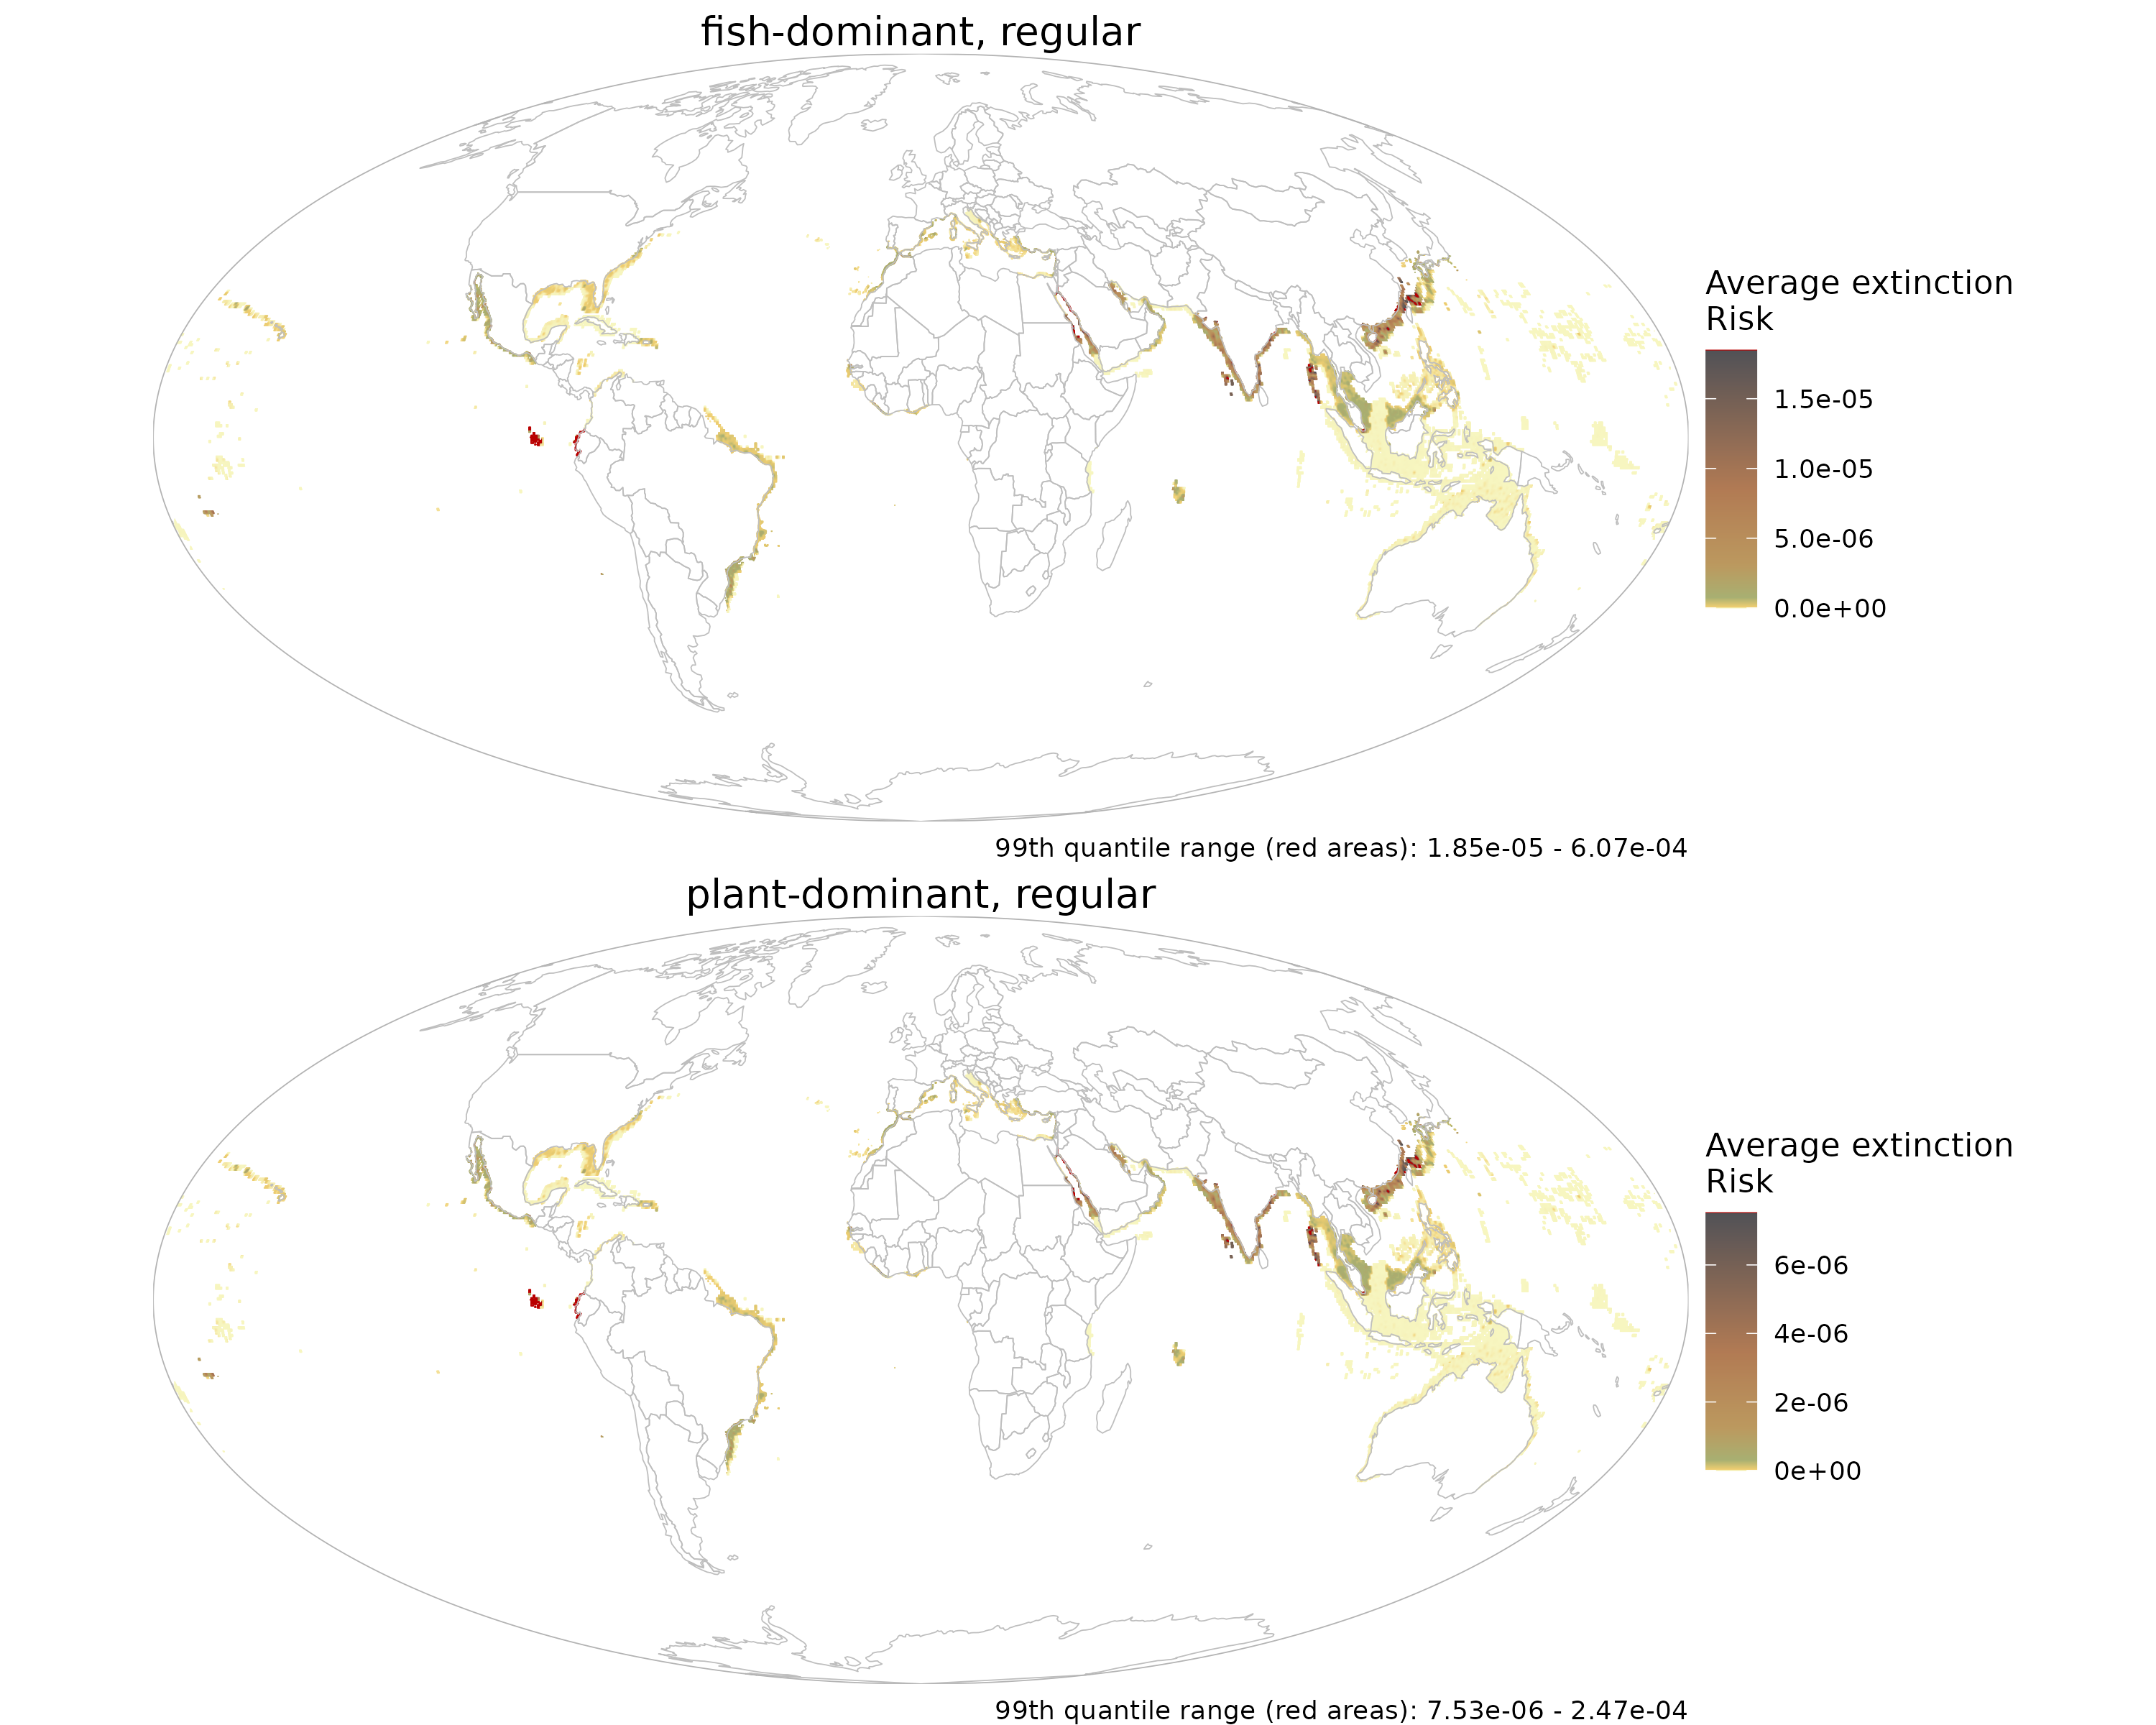 fish-dominant, regular
Average extinction
Risk
1.5e-05
1.0e-05
5.0e-06
0.0e+00
99th quantile range (red areas): 1.85e-05 - 6.07e-04
plant-dominant, regular
Average extinction
Risk
6e-06
4e-06
2e-06
0e+00
99th quantile range (red areas): 7.53e-06 - 2.47e-04